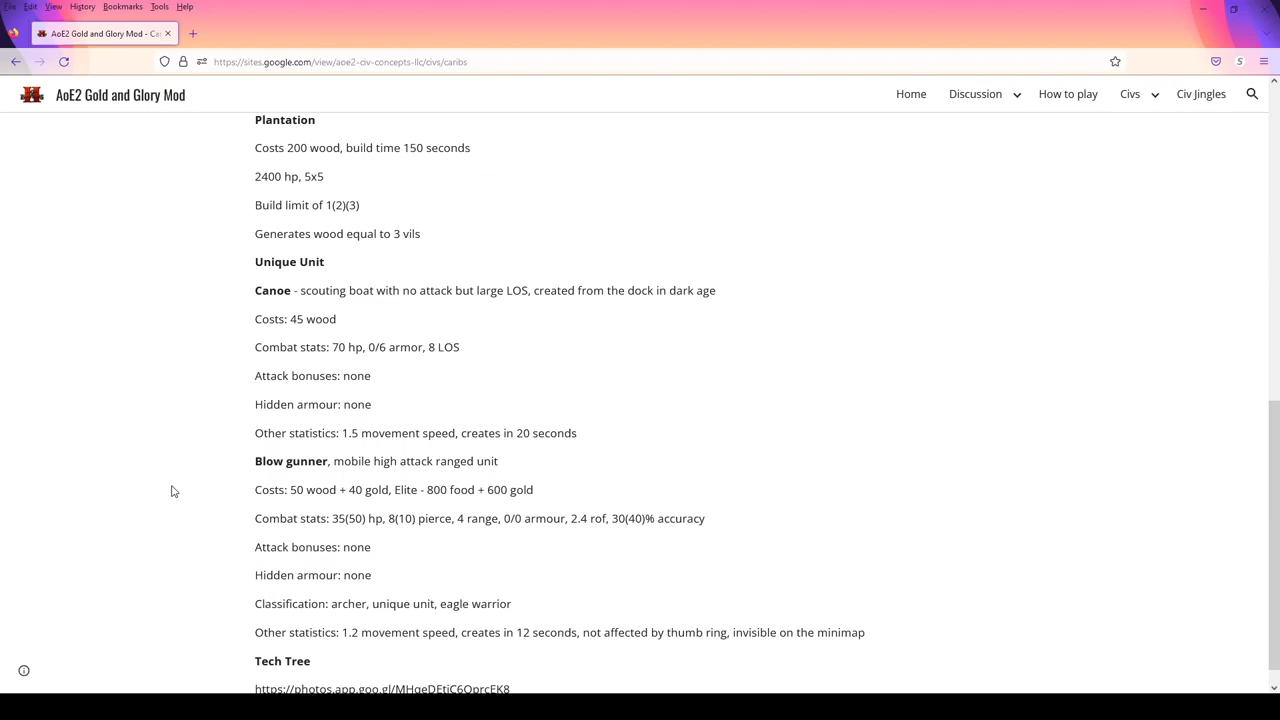 File Edit View History Bookmarks Tools Help
AoE2 Gold and Glory Mod - Ca
https://sites.google.com/view/aoe2-civ-concepts-llc/civs/caribs
AoE2 Gold and Glory Mod Home Discussion How to play Civs Civ Jingles
Plantation
Costs 200 wood, build time 150 seconds
2400 hp, 5x5
Build limit of 1(2)(3)
Generates wood equal to 3 vils
Unique Unit
Canoe - scouting boat with no attack but large LOS, created from the dock in dark age
Costs: 45 wood
Combat stats: 70 hp, 0/6 armor, 8 LOS
Attack bonuses: none
Hidden armour: none
Other statistics: 1.5 movement speed, creates in 20 seconds
Blow gunner, mobile high attack ranged unit
Costs: 50 wood + 40 gold, Elite - 800 food + 600 gold
Combat stats: 35(50) hp, 8(10) pierce, 4 range, 0/0 armour, 2.4 rof, 30(40)% accuracy
Attack bonuses: none
Hidden armour: none
Classification: archer, unique unit, eagle warrior
Other statistics: 1.2 movement speed, creates in 12 seconds, not affected by thumb ring, invisible on the minimap
Tech Tree